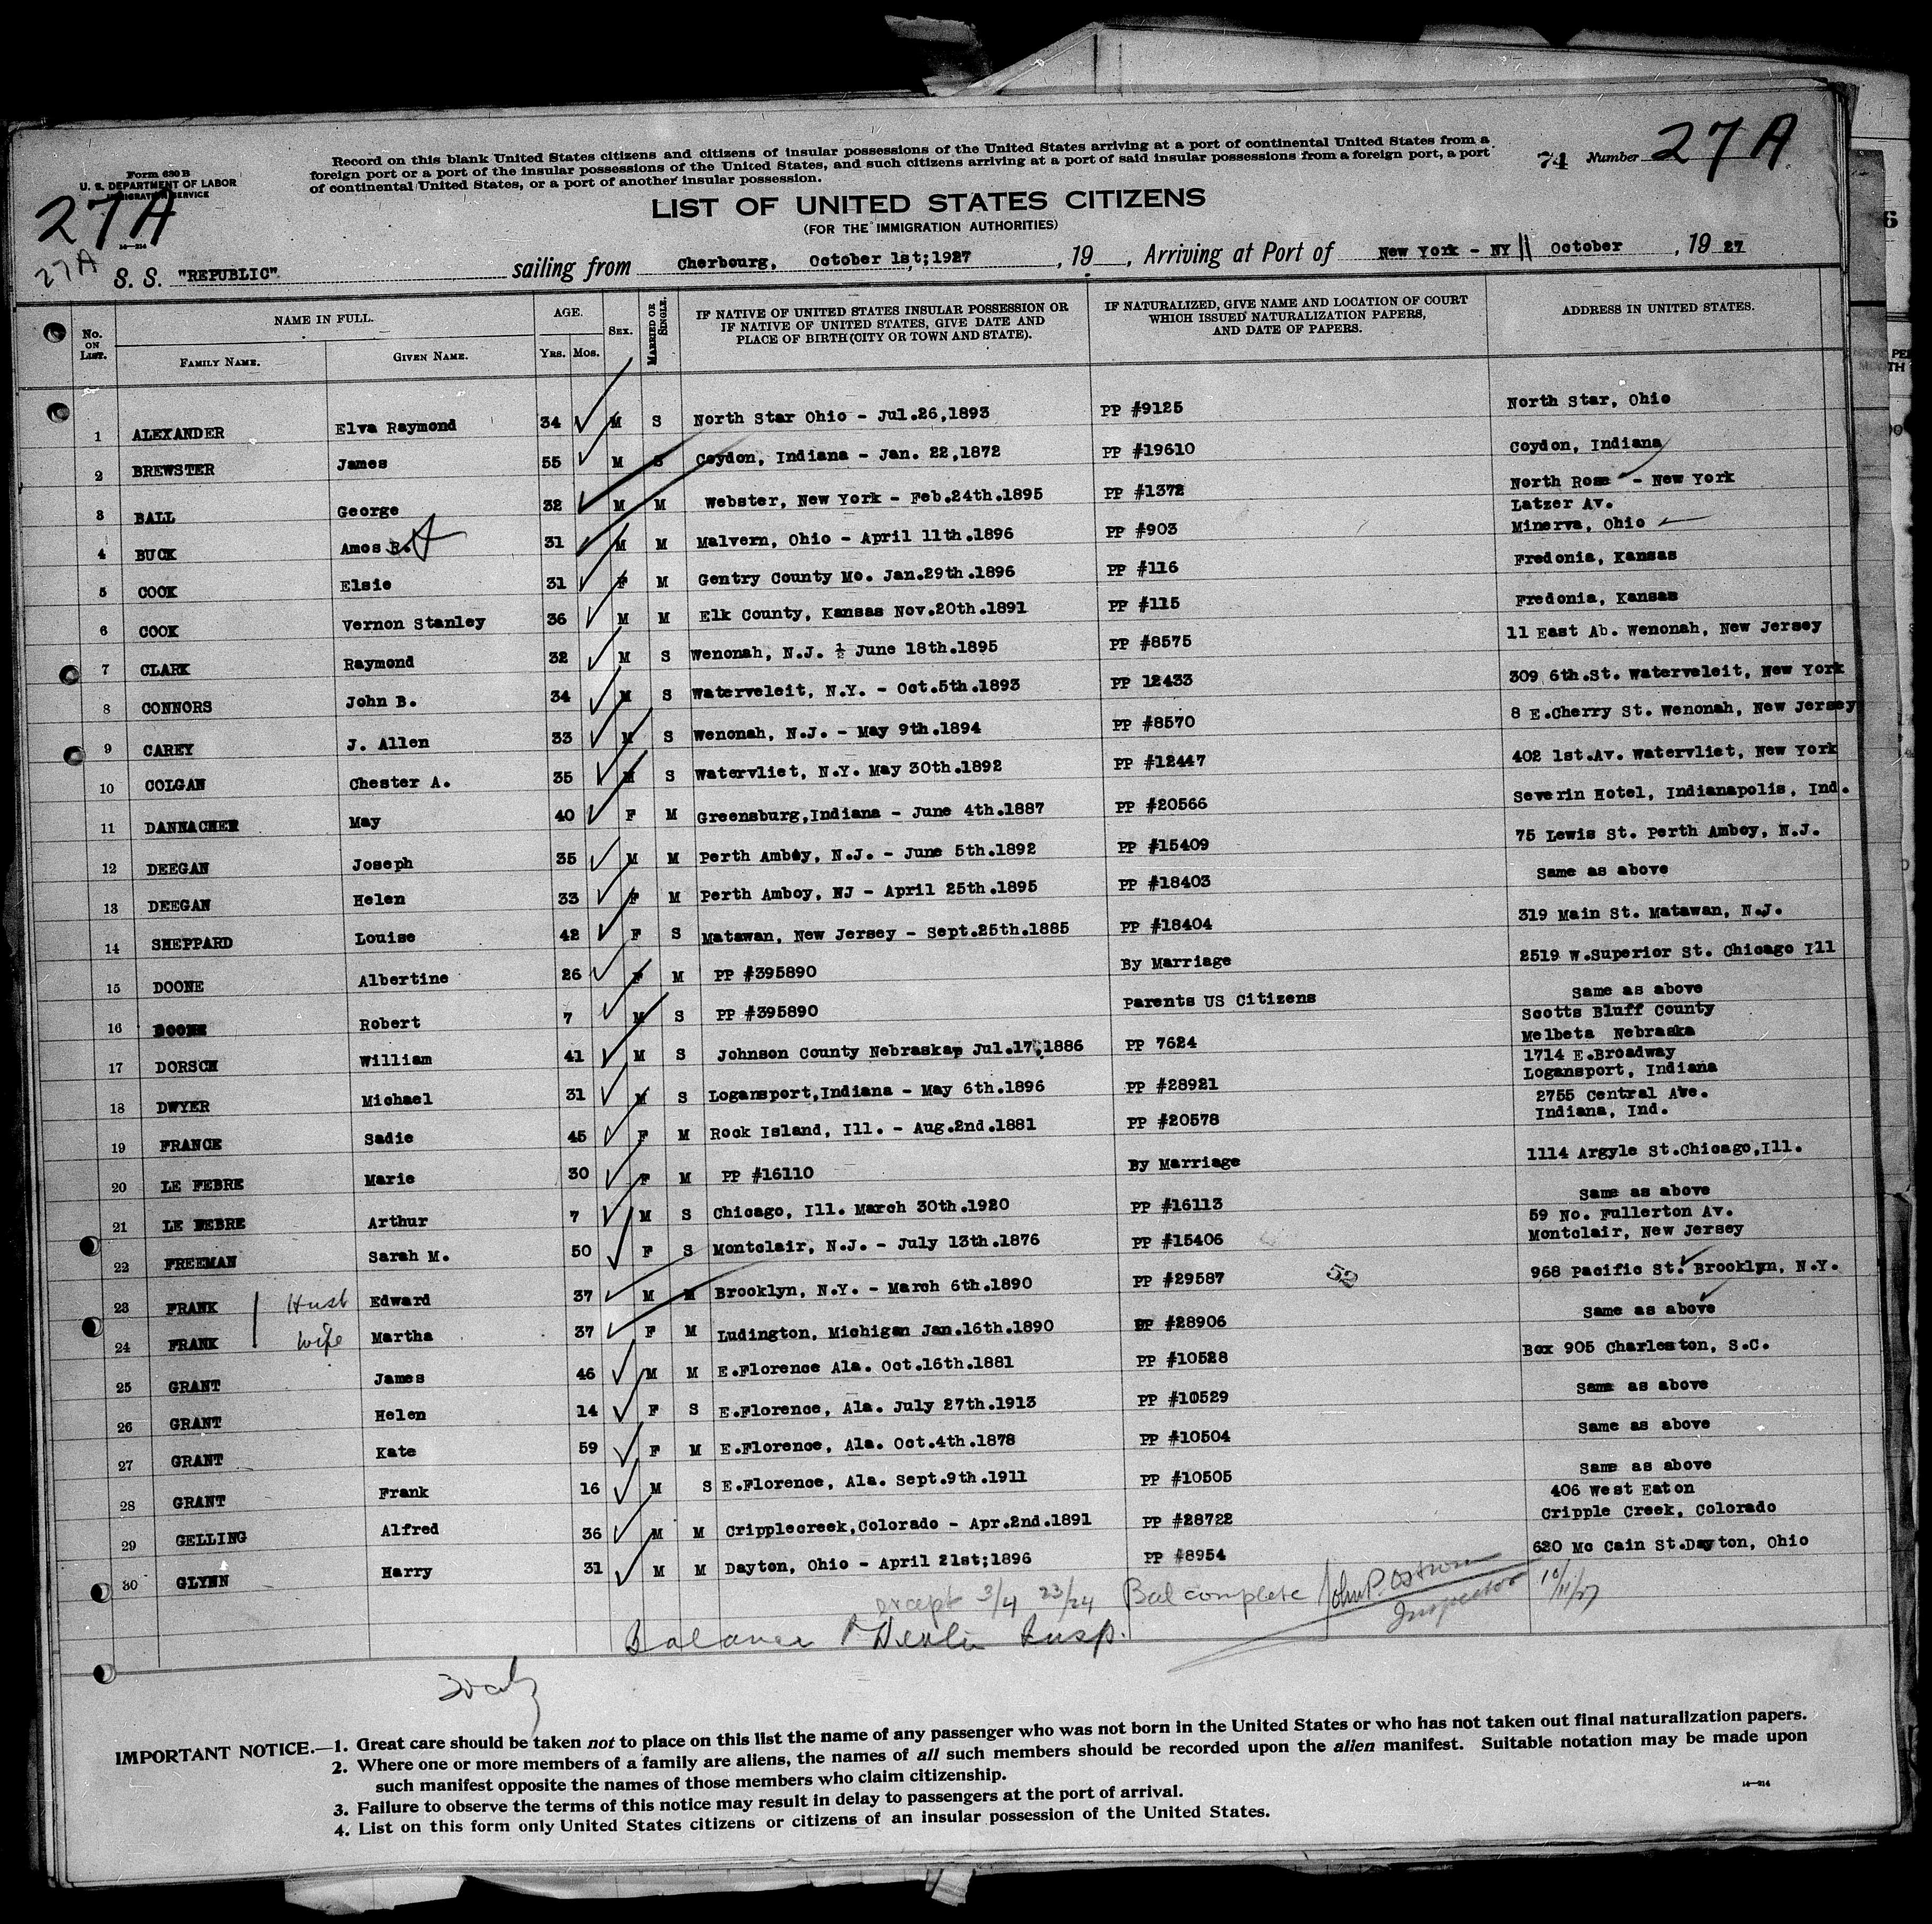 Form 630 B
U. S. DEPARTMENT OF LABOR
IMMIGRATION SERVICE
27A
14—214
27A
Record on this blank United States citizens and citizens of insular possessions of the United States arriving at a port of continental United States from a
foreign port or a port of the insular possessions of the United States, and such citizens arriving at a port of said insular possessions from a foreign port, a port
of continental United States, or a port of another insular possession.
74 Number 27A
LIST OF UNITED STATES CITIZENS
(FOR THE IMMIGRATION AUTHORITIES)
S. S. "REPUBLIC" sailing from Cherbourg, October 1st;1927, 19 , Arriving at Port of New York - NY 11 October, 19 27
No. ON LIST. NAME IN FULL. FAMILY NAME. GIVEN NAME. AGE. YRS. MOS. SEX. MARRIED OR SINGLE. IF NATIVE OF UNITED STATES INSULAR POSSESSION OR IF NATIVE OF UNITED STATES, GIVE DATE AND PLACE OF BIRTH (CITY OR TOWN AND STATE). IF NATURALIZED, GIVE NAME AND LOCATION OF COURT WHICH ISSUED NATURALIZATION PAPERS, AND DATE OF PAPERS. ADDRESS IN UNITED STATES.
1 ALEXANDER Elva Raymond 34 M S North Star Ohio - Jul.26,1893 PP #9125 North Star, Ohio
2 BREWSTER James 55 M S Coydon, Indiana - Jan. 22,1872 PP #19610 Coydon, Indiana
3 BALL George 32 M M Webster, New York - Feb.24th.1895 PP #1372 North Rose - New York
4 BUCK Amos R. 31 M M Malvern, Ohio - April 11th.1896 PP #903 Latzer Av. Minerva, Ohio
5 COOK Elsie 31 F M Gentry County Mo. Jan.29th.1896 PP #116 Fredonia, Kansas
6 COOK Vernon Stanley 36 M M Elk County, Kansas Nov.20th.1891 PP #115 Fredonia, Kansas
7 CLARK Raymond 32 M S Wenonah, N.J. ½ June 18th.1895 PP #8575 11 East Ab. Wenonah, New Jersey
8 CONNORS John B. 34 M S Waterveleit, N.Y. - Oct.5th.1893 PP 12433 309 6th.St. Waterveleit, New York
9 CAREY J. Allen 33 M S Wenonah, N.J. - May 9th.1894 PP #8570 8 E.Cherry St. Wenonah, New Jersey
10 COLGAN Chester A. 35 M S Watervliet, N.Y. May 30th.1892 PP #12447 402 1st.Av. Watervliet, New York
11 DANNACHER May 40 F M Greensburg,Indiana - June 4th.1887 PP #20566 Severin Hotel, Indianapolis, Ind.
12 DEEGAN Joseph 35 M M Perth Amboy, N.J. - June 5th.1892 PP #15409 75 Lewis St. Perth Amboy, N.J.
13 DEEGAN Helen 33 F M Perth Amboy, NJ - April 25th.1895 PP #18403 Same as above
14 SHEPPARD Louise 42 F S Matawan, New Jersey - Sept.25th.1885 PP #18404 319 Main St. Matawan, N.J.
15 DOONE Albertine 26 F M PP #395890 By Marriage 2519 W.Superior St. Chicago Ill
16 DOONE Robert 7 M S PP #395890 Parents US Citizens Same as above
17 DORSCH William 41 M S Johnson County Nebraska, Jul.17,1886 PP 7624 Scotts Bluff County Melbeta Nebraska
18 DWYER Michael 31 M S Logansport,Indiana - May 6th.1896 PP #28921 1714 E.Broadway Logansport, Indiana
19 FRANCE Sadie 45 F M Rock Island, Ill. - Aug.2nd.1881 PP #20578 2755 Central Ave. Indiana, Ind.
20 LE FEBRE Marie 30 F M PP #16110 By Marriage 1114 Argyle St.Chicago,Ill.
21 LE FEBRE Arthur 7 M S Chicago, Ill. March 30th.1920 PP #16113 Same as above
22 FREEMAN Sarah M. 50 F S Montclair, N.J. - July 13th.1876 PP #15406 59 No. Fullerton Av. Montclair, New Jersey
23 FRANK Husb Edward 37 M M Brooklyn, N.Y. - March 6th.1890 PP #29587 52 968 Pacific St. Brooklyn, N.Y.
24 FRANK wife Martha 37 F M Ludington, Michigan Jan.16th.1890 PP #28906 Same as above
25 GRANT James 46 M M E.Florence Ala. Oct.16th.1881 PP #10528 Box 905 Charleston, S.C.
26 GRANT Helen 14 F S E.Florence, Ala. July 27th.1913 PP #10529 Same as above
27 GRANT Kate 59 F M E.Florence, Ala. Oct.4th.1878 PP #10504 Same as above
28 GRANT Frank 16 M S E.Florence, Ala. Sept.9th.1911 PP #10505 Same as above
29 GELLING Alfred 36 M M Cripplecreek,Colorado - Apr.2nd.1891 PP #28722 406 West Eaton Cripple Creek, Colorado
30 GLYNN Harry 31 M M Dayton, Ohio - April 21st;1896 PP #8954 620 Mc Cain St.Dayton, Ohio
except 3/4 23/24 Bal complete John P. Inspector 10/11/27
Balance Insp.
IMPORTANT NOTICE.—1. Great care should be taken not to place on this list the name of any passenger who was not born in the United States or who has not taken out final naturalization papers.
2. Where one or more members of a family are aliens, the names of all such members should be recorded upon the alien manifest. Suitable notation may be made upon
such manifest opposite the names of those members who claim citizenship.
3. Failure to observe the terms of this notice may result in delay to passengers at the port of arrival.
4. List on this form only United States citizens or citizens of an insular possession of the United States.
14—214